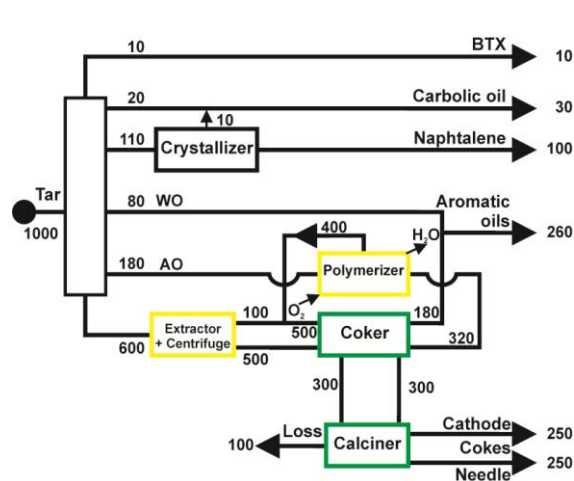 10 BTX 10
20 Carbolic oil 30
10
110 Crystallizer Naphtalene 100
Tar
1000
80 WO Aromatic
oils 260
400 H2O
180 AO Polymerizer
O2
100 500 180
Extractor
+ Centrifuge
Coker
600 500 320
300 300
Cathode 250
100 Loss Calciner Cokes
250
Needle